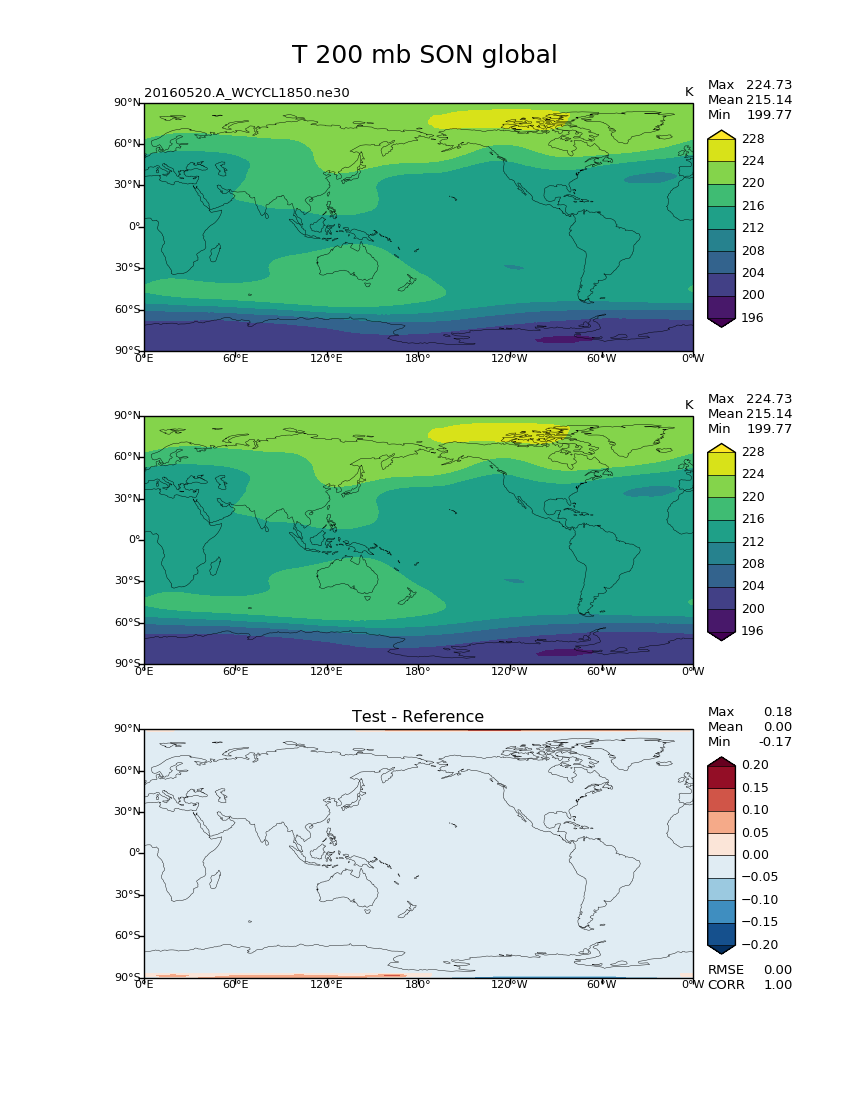 T 200 mb SON global
20160520.A_WCYCL1850.ne30
K
Max 224.73
Mean 215.14
Min 199.77
90°N
60°N
30°N
0°
30°S
60°S
90°S
0°E 60°E 120°E 180° 120°W 60°W 0°W
228
224
220
216
212
208
204
200
196
K
Max 224.73
Mean 215.14
Min 199.77
90°N
60°N
30°N
0°
30°S
60°S
90°S
0°E 60°E 120°E 180° 120°W 60°W 0°W
228
224
220
216
212
208
204
200
196
Test - Reference
Max 0.18
Mean 0.00
Min -0.17
90°N
60°N
30°N
0°
30°S
60°S
90°S
0°E 60°E 120°E 180° 120°W 60°W 0°W
0.20
0.15
0.10
0.05
0.00
−0.05
−0.10
−0.15
−0.20
RMSE 0.00
CORR 1.00